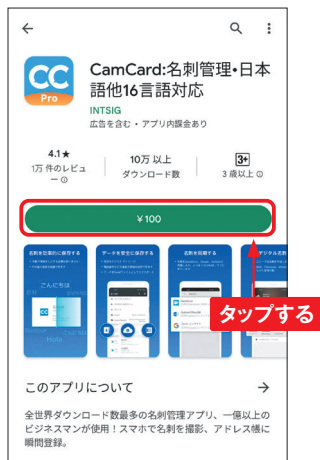 CC
Pro
CamCard:名刺管理•日本
語他16言語対応
INTSIG
広告を含む・アプリ内課金あり
4.1★
1万 件のレビュ
ー
10万 以上
ダウンロード数
3+
3 歳以上
¥100
名刺を効率的に保存する
データを安全に保存する
名刺を同期する
デジタル名刺
こんにちは
Hello
タップする
このアプリについて
全世界ダウンロード数最多の名刺管理アプリ、一億以上の
ビジネスマンが使用！スマホで名刺を撮影、アドレス帳に
瞬間登録。